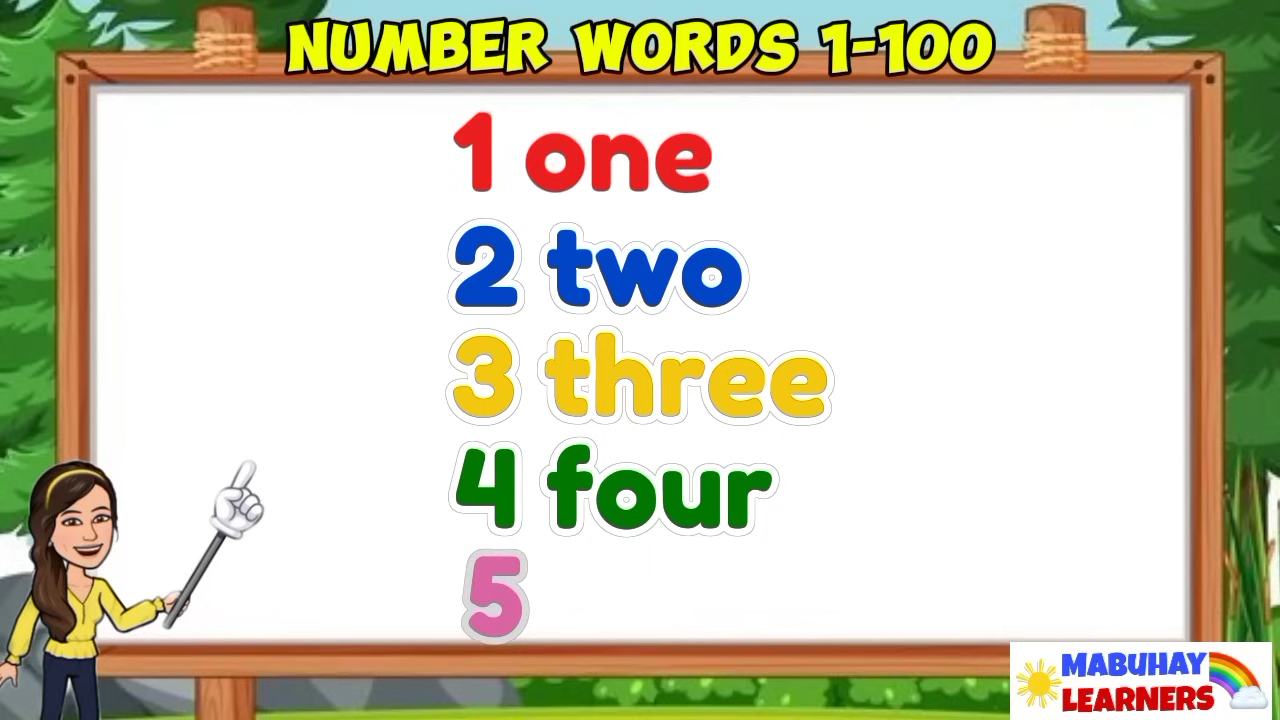 NUMBER WORDS 1-100
1 one
2 two
3 three
4 four
5
MABUHAY
LEARNERS